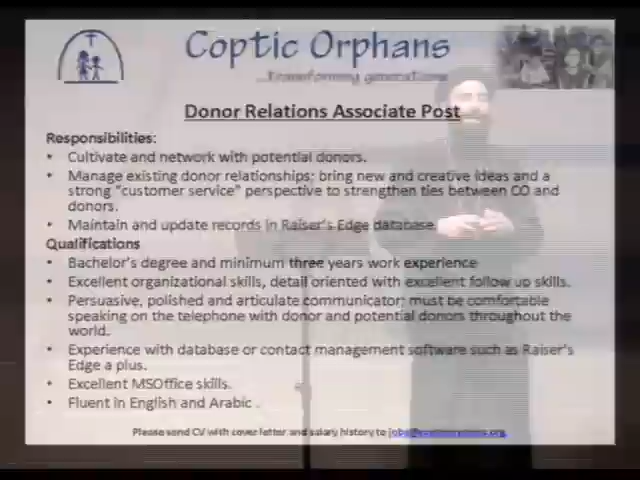 Coptic Orphans
...transforming generations
Donor Relations Associate Post
Responsibilities:
• Cultivate and network with potential donors.
• Manage existing donor relationships; bring new and creative ideas and a
strong "customer service" perspective to strengthen ties between CO and
donors.
• Maintain and update records in Raiser's Edge database.
Qualifications
• Bachelor's degree and minimum three years work experience
• Excellent organizational skills, detail oriented with excellent follow up skills.
• Persuasive, polished and articulate communicator; must be comfortable
speaking on the telephone with donor and potential donors throughout the
world.
• Experience with database or contact management software such as Raiser's
Edge a plus.
• Excellent MSOffice skills.
• Fluent in English and Arabic .
Please send CV with cover letter and salary history to